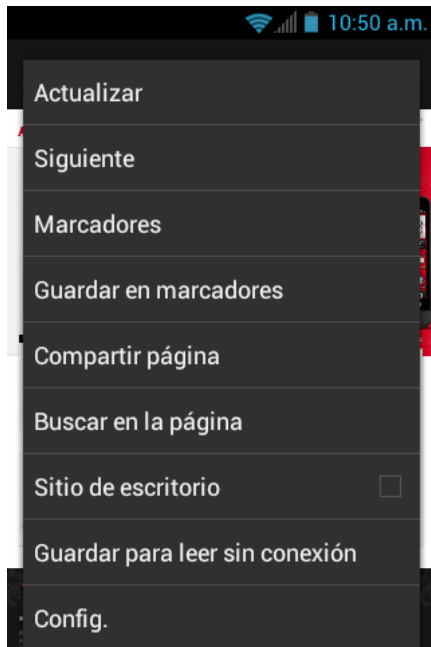 10:50 a.m.
Actualizar
Siguiente
Marcadores
Guardar en marcadores
Compartir página
Buscar en la página
Sitio de escritorio
Guardar para leer sin conexión
Config.